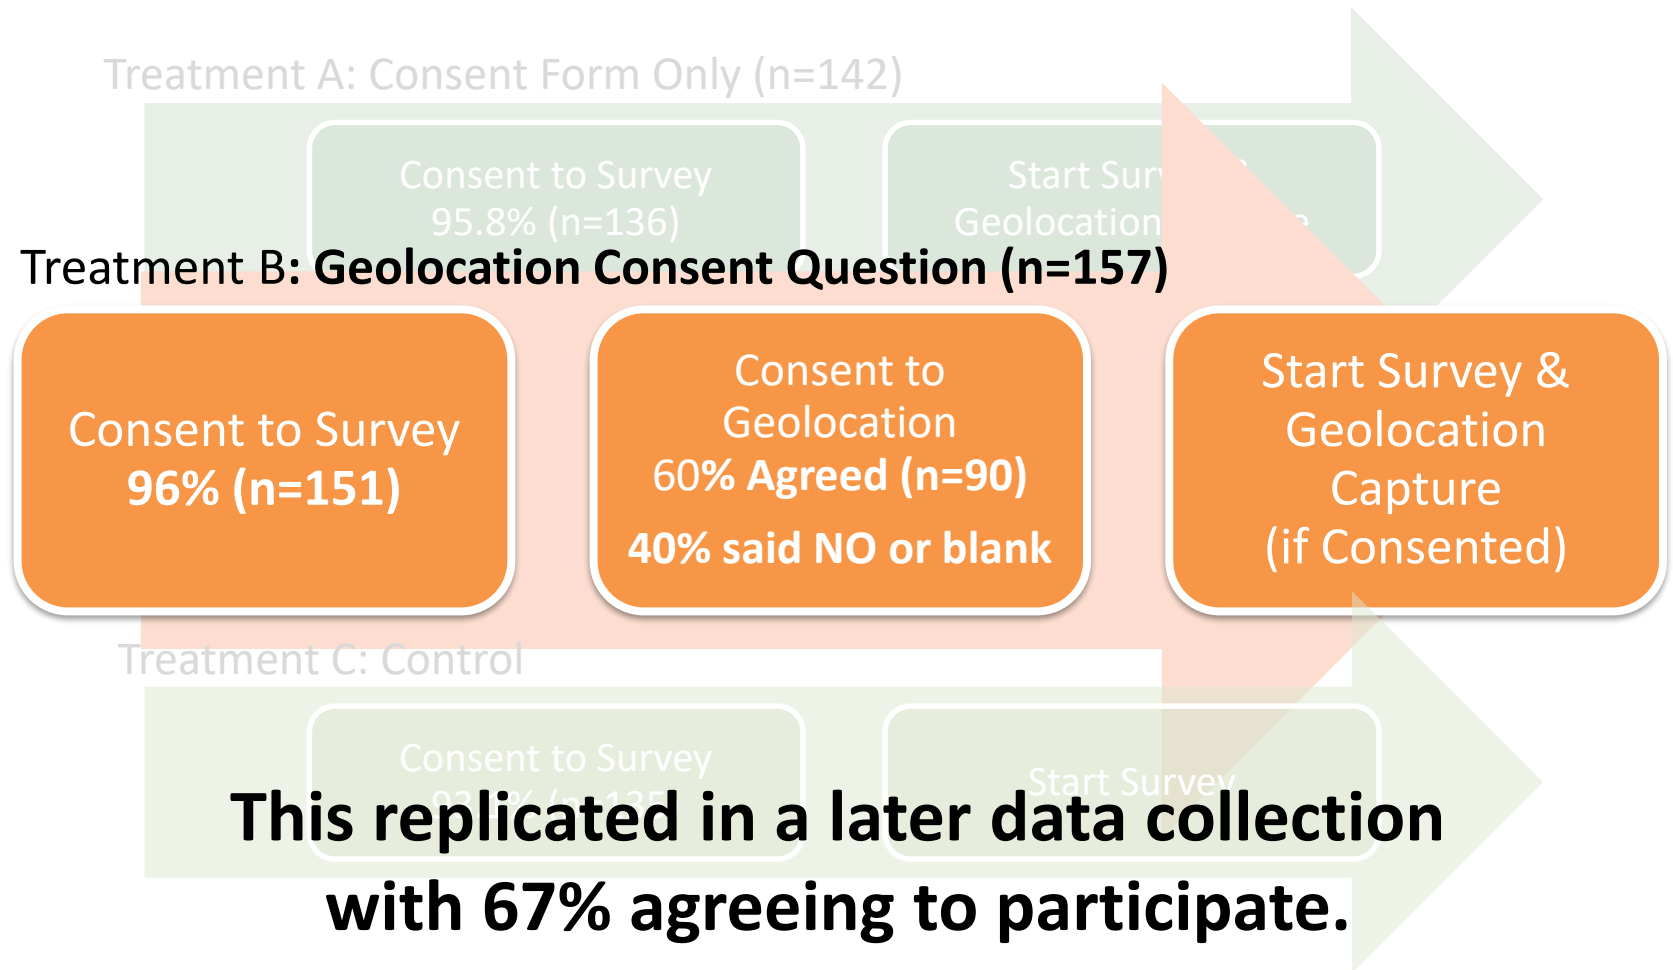 Treatment A: Consent Form Only (n=142)
Consent to Survey
95.8% (n=136)
Start
Geolocation
Treatment B: Geolocation Consent Question (n=157)
Consent to Survey
96% (n=151)
Consent to
Geolocation
60% Agreed (n=90)
40% said NO or blank
Start Survey &
Geolocation
Capture
(if Consented)
Treatment C: Control
Consent to Survey
Start Survey
This replicated in a later data collection
with 67% agreeing to participate.